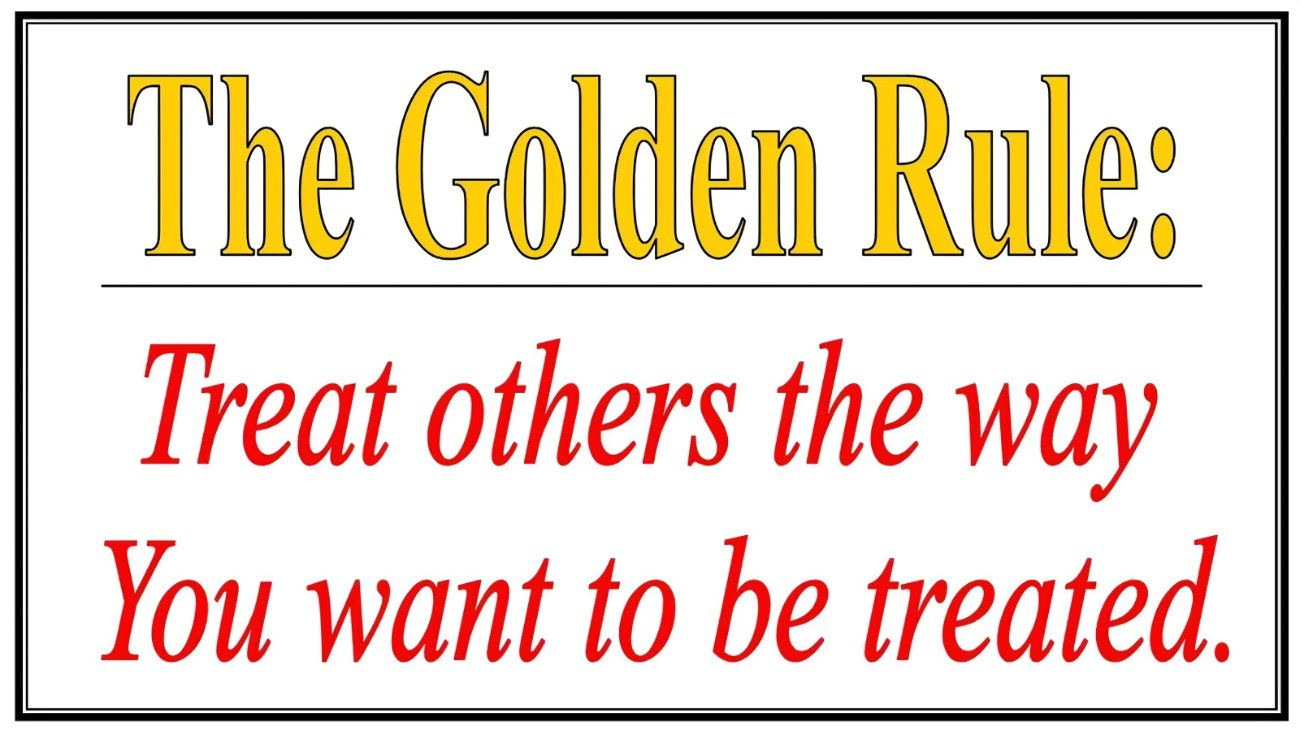 The Golden Rule:
Treat others the way
You want to be treated.